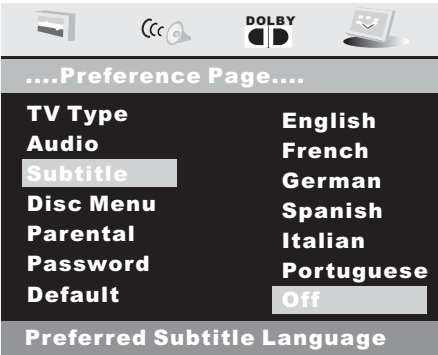 DOLBY
....Preference Page....
TV Type
Audio
Subtitle
Disc Menu
Parental
Password
Default
English
French
German
Spanish
Italian
Portuguese
Off
Preferred Subtitle Language